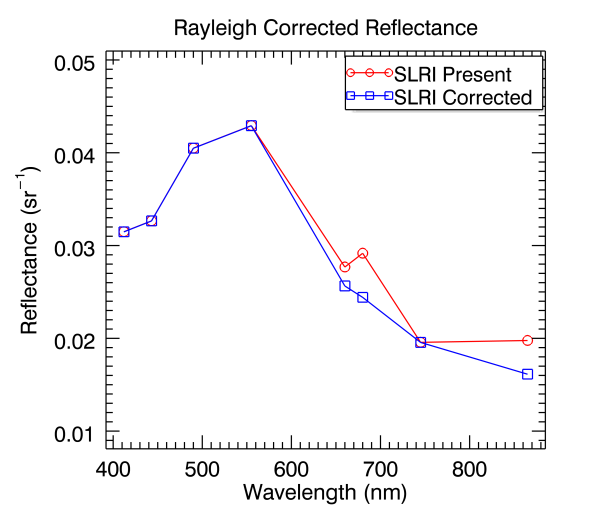 Rayleigh Corrected Reflectance
SLRI Present
SLRI Corrected
0.05
0.04
0.03
0.02
0.01
Reflectance (sr⁻¹)
400 500 600 700 800
Wavelength (nm)